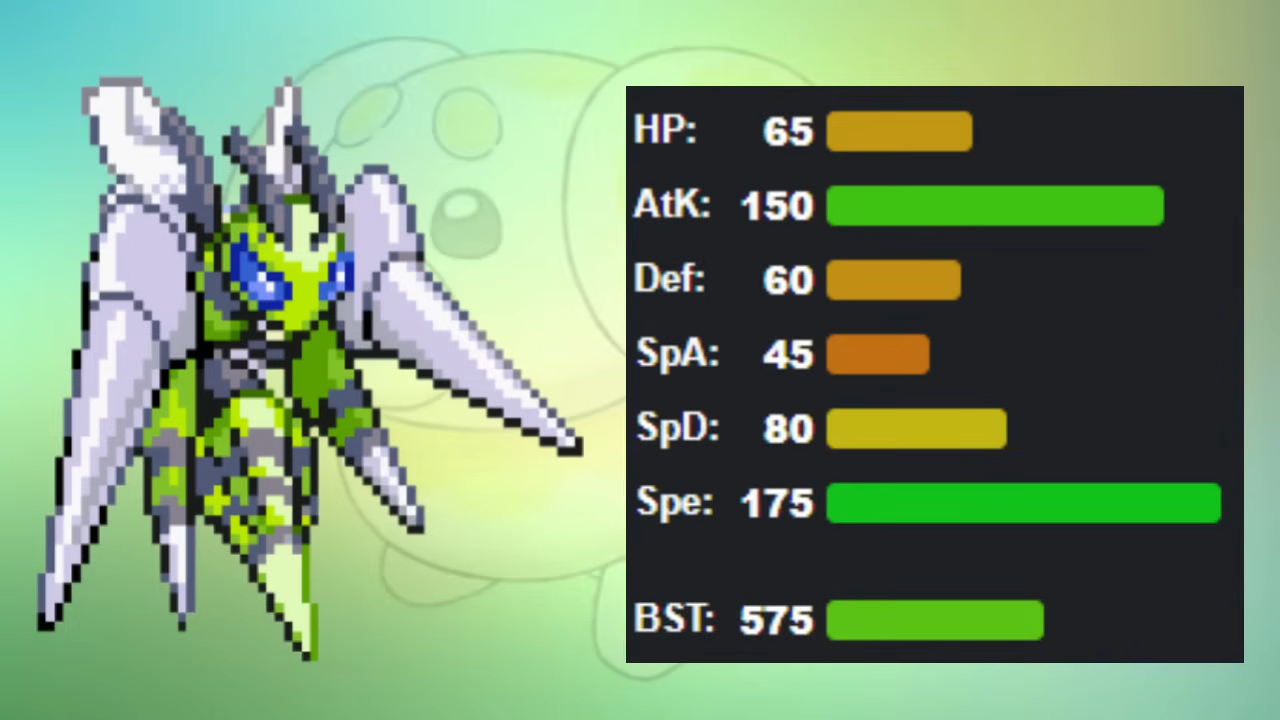 HP: 65
AtK: 150
Def: 60
SpA: 45
SpD: 80
Spe: 175
BST: 575